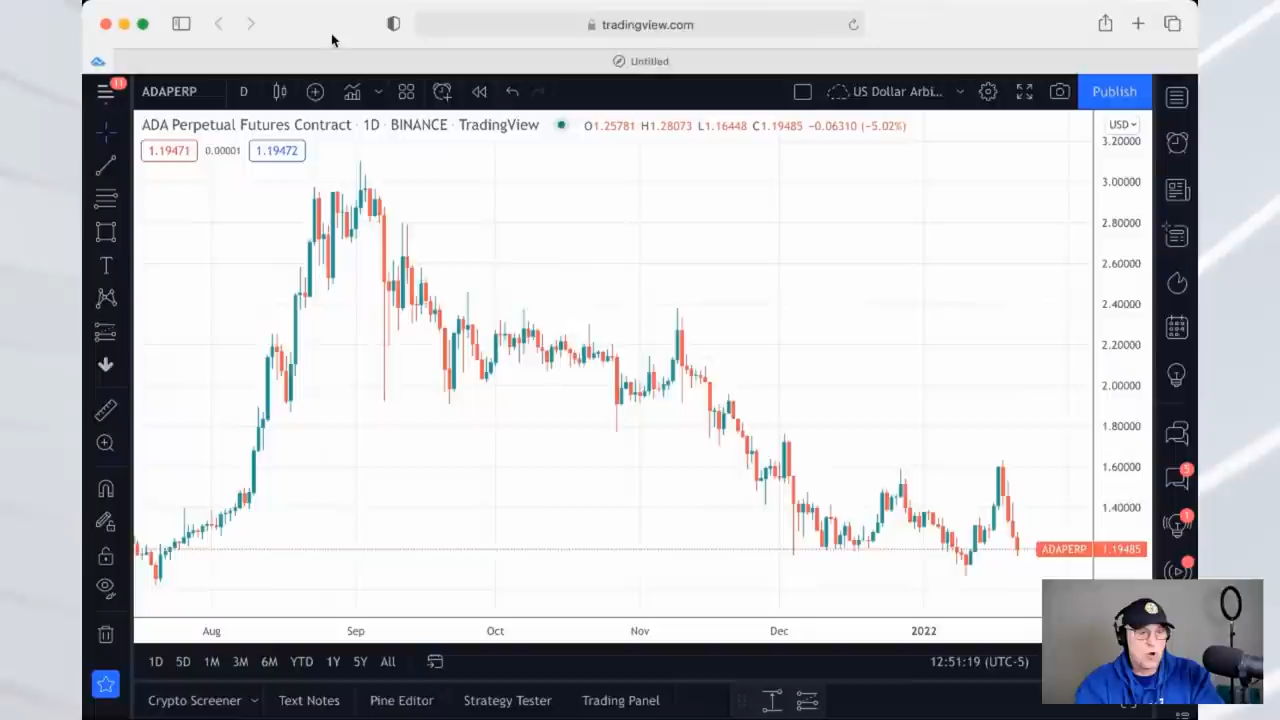 tradingview.com
Untitled
11
ADAPERP D US Dollar Arbi... Publish
ADA Perpetual Futures Contract · 1D · BINANCE · TradingView O1.25781 H1.28073 L1.16448 C1.19485 -0.06310 (-5.02%)
USD
1.19471 0.00001 1.19472
3.20000
3.00000
2.80000
2.60000
2.40000
2.20000
2.00000
1.80000
1.60000
1.40000
5
1
ADAPERP 1.19485
Aug Sep Oct Nov Dec 2022
1D 5D 1M 3M 6M YTD 1Y 5Y All 12:51:19 (UTC-5)
Crypto Screener Text Notes Pine Editor Strategy Tester Trading Panel